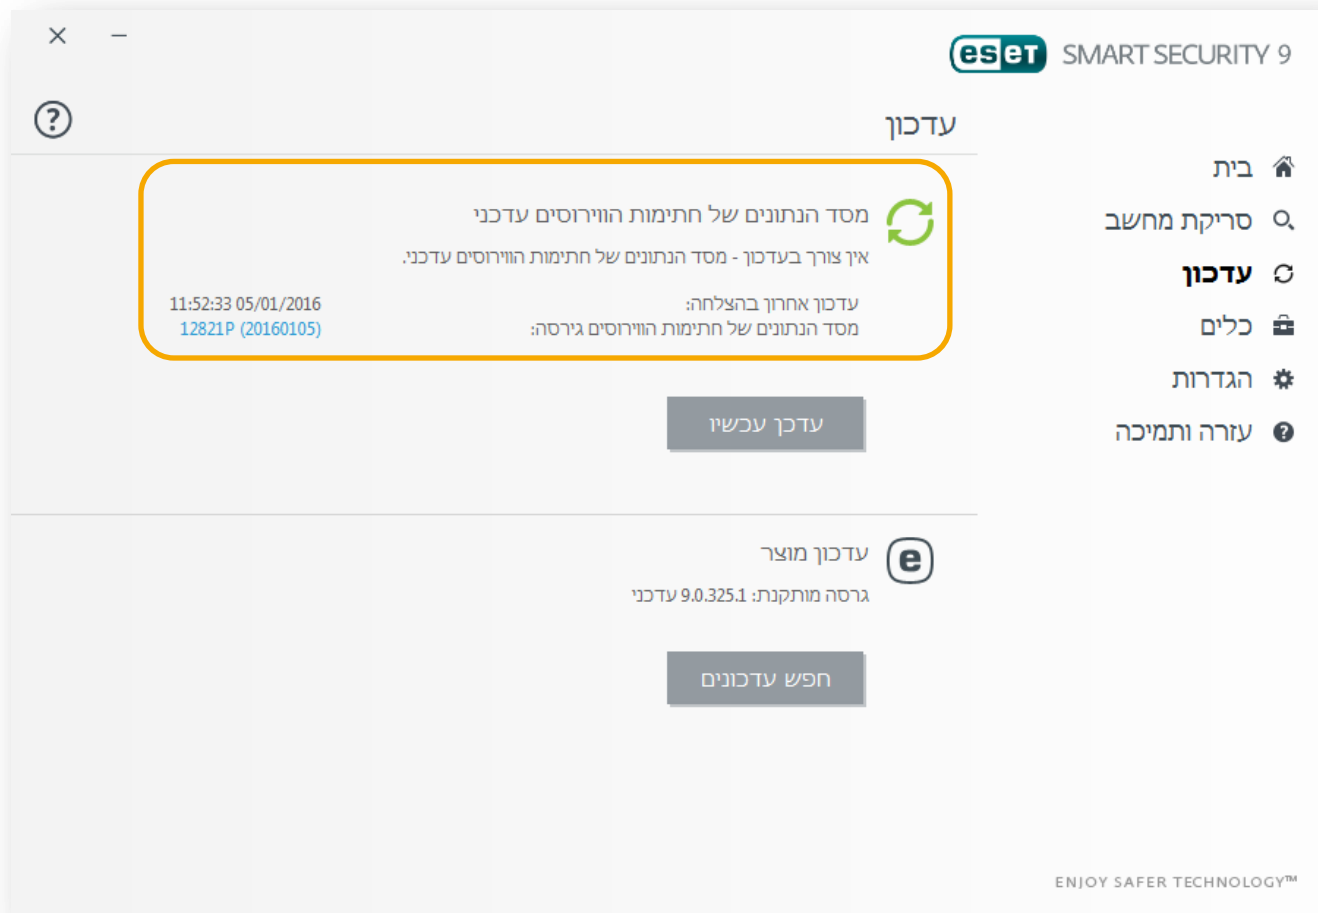 eset SMART SECURITY 9
עדכון
בית
סריקת מחשב
עדכון
כלים
הגדרות
עזרה ותמיכה
מסד הנתונים של חתימות הווירוסים עדכני
אין צורך בעדכון - מסד הנתונים של חתימות הווירוסים עדכני.
עדכון אחרון בהצלחה: 11:52:33 05/01/2016
מסד הנתונים של חתימות הווירוסים גירסה: 12821P (20160105)
עדכן עכשיו
עדכון מוצר
גרסה מותקנת: 9.0.325.1 עדכני
חפש עדכונים
ENJOY SAFER TECHNOLOGY™